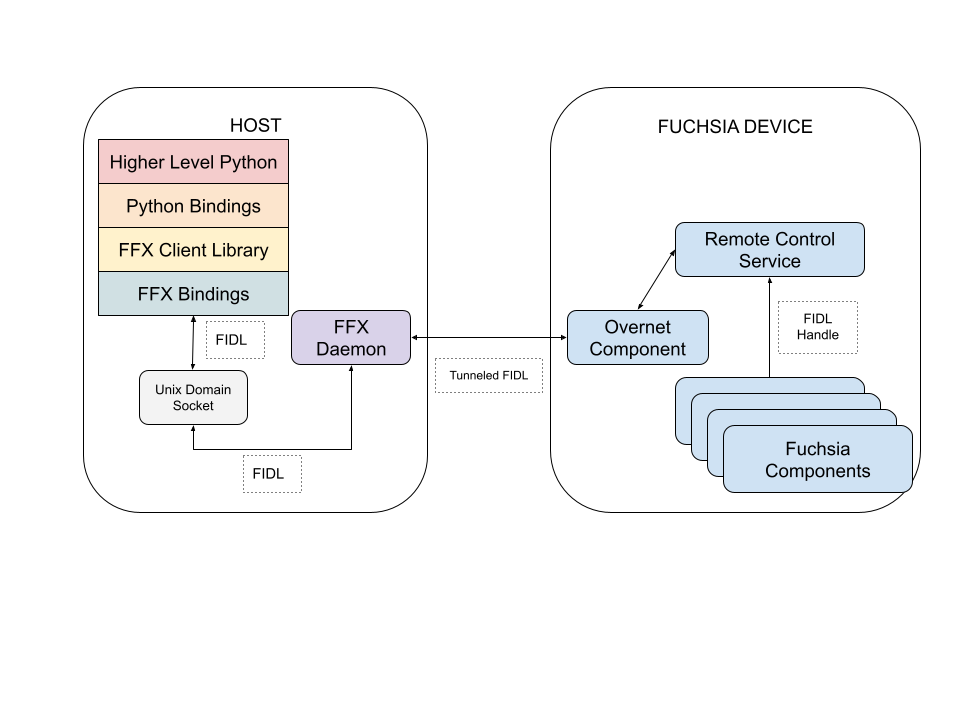 HOST
Higher Level Python
Python Bindings
FFX Client Library
FFX Bindings
FIDL
FFX
Daemon
Unix Domain
Socket
FIDL
Tunneled FIDL
FUCHSIA DEVICE
Remote Control
Service
Overnet
Component
FIDL
Handle
Fuchsia
Components